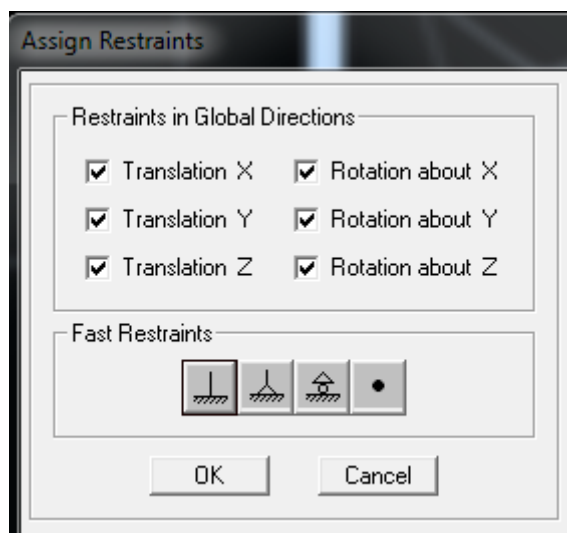 Assign Restraints
Restraints in Global Directions
Translation X
Rotation about X
Translation Y
Rotation about Y
Translation Z
Rotation about Z
Fast Restraints
OK
Cancel